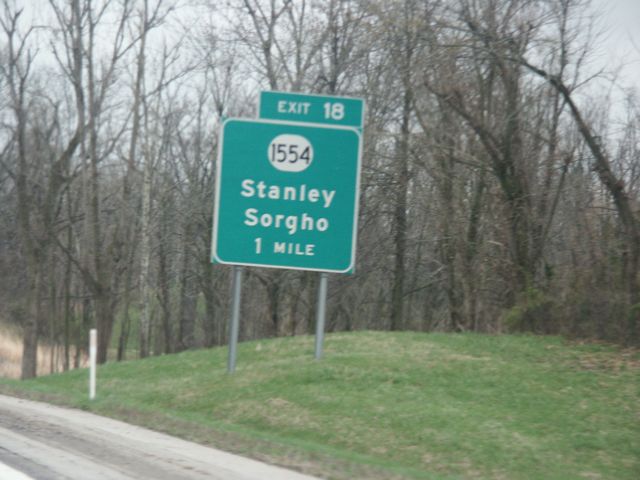 EXIT 18
1554
Stanley
Sorgho
1 MILE